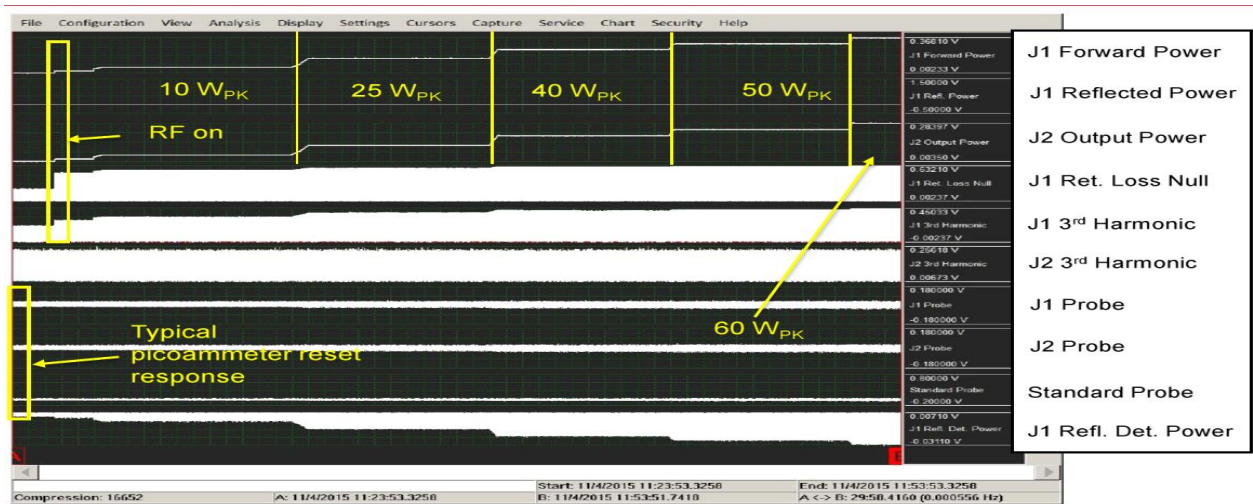 File Configuration View Analysis Display Settings Cursors Capture Service Chart Security Help
10 W_PK
25 W_PK
40 W_PK
50 W_PK
RF on
Typical
picoammeter reset
response
60 W_PK
0.36810 V
J1 Forward Power
0.00233 V
1.50000 V
J1 Refl. Power
-0.50000 V
0.28397 V
J2 Output Power
0.00350 V
0.63210 V
J1 Ret. Loss Null
0.00237 V
0.45033 V
J1 3rd Harmonic
-0.00237 V
0.25618 V
J2 3rd Harmonic
0.00673 V
0.180000 V
J1 Probe
-0.180000 V
0.180000 V
J2 Probe
-0.180000 V
0.80000 V
Standard Probe
-0.20000 V
0.00710 V
J1 Refl. Det. Power
-0.03110 V
J1 Forward Power
J1 Reflected Power
J2 Output Power
J1 Ret. Loss Null
J1 3rd Harmonic
J2 3rd Harmonic
J1 Probe
J2 Probe
Standard Probe
J1 Refl. Det. Power
A
Start: 11/4/2015 11:23:53.3258 End: 11/4/2015 11:53:53.3258
Compression: 16652 A: 11/4/2015 11:23:53.3258 B: 11/4/2015 11:53:51.7418 A <-> B: 29:58.4160 (0.000556 Hz)